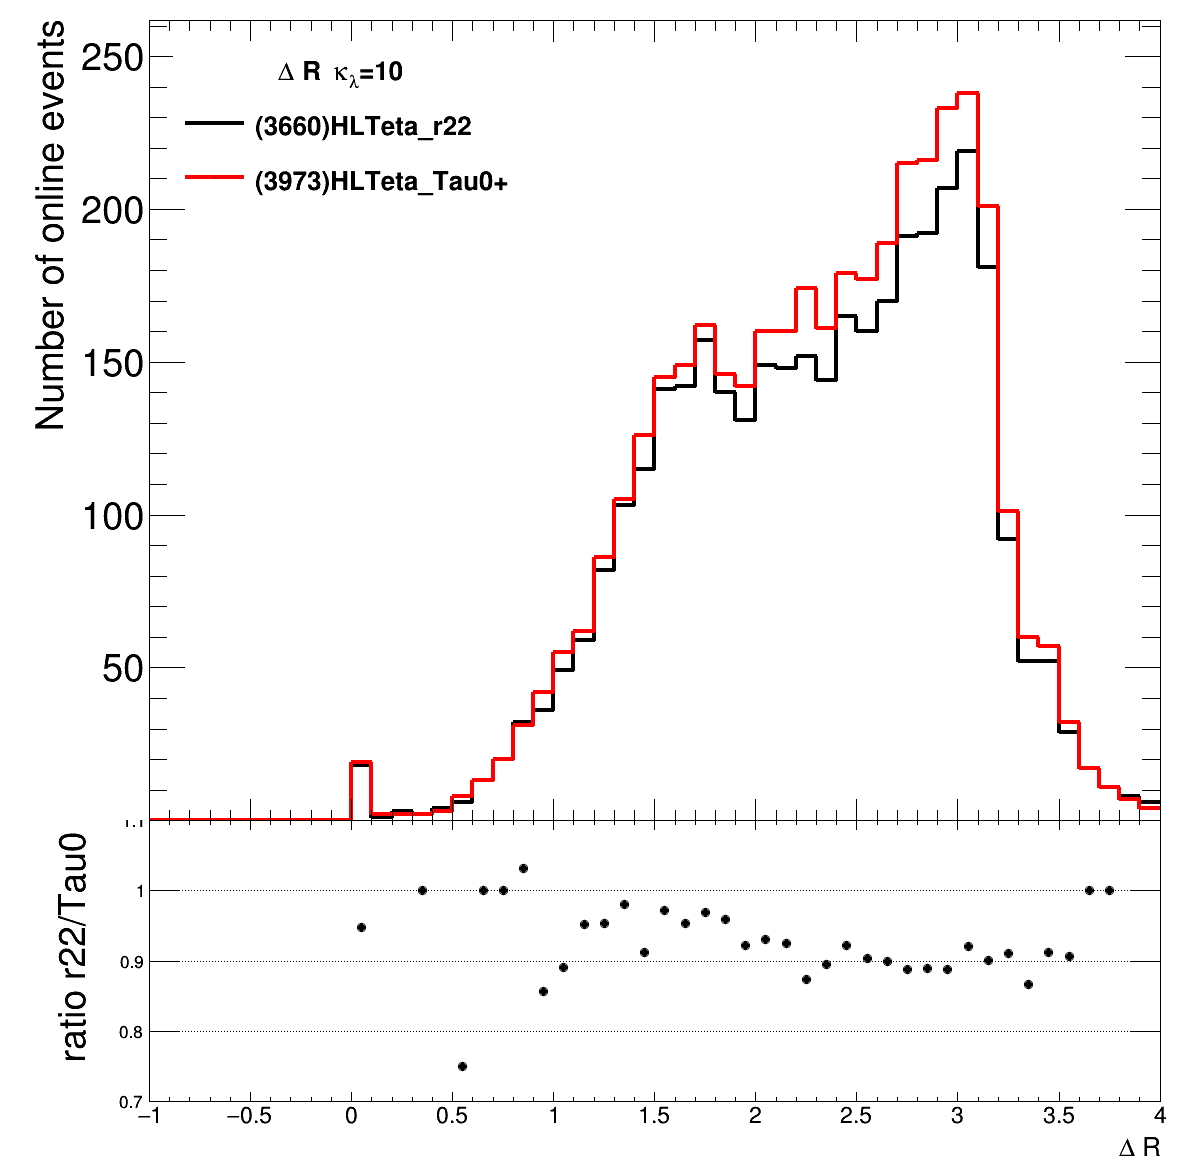 Number of online events
250
200
150
100
50
Δ R κλ=10
(3660)HLTeta_r22
(3973)HLTeta_Tau0+
ratio r22/Tau0
1
0.9
0.8
0.7
−1 −0.5 0 0.5 1 1.5 2 2.5 3 3.5 4
Δ R